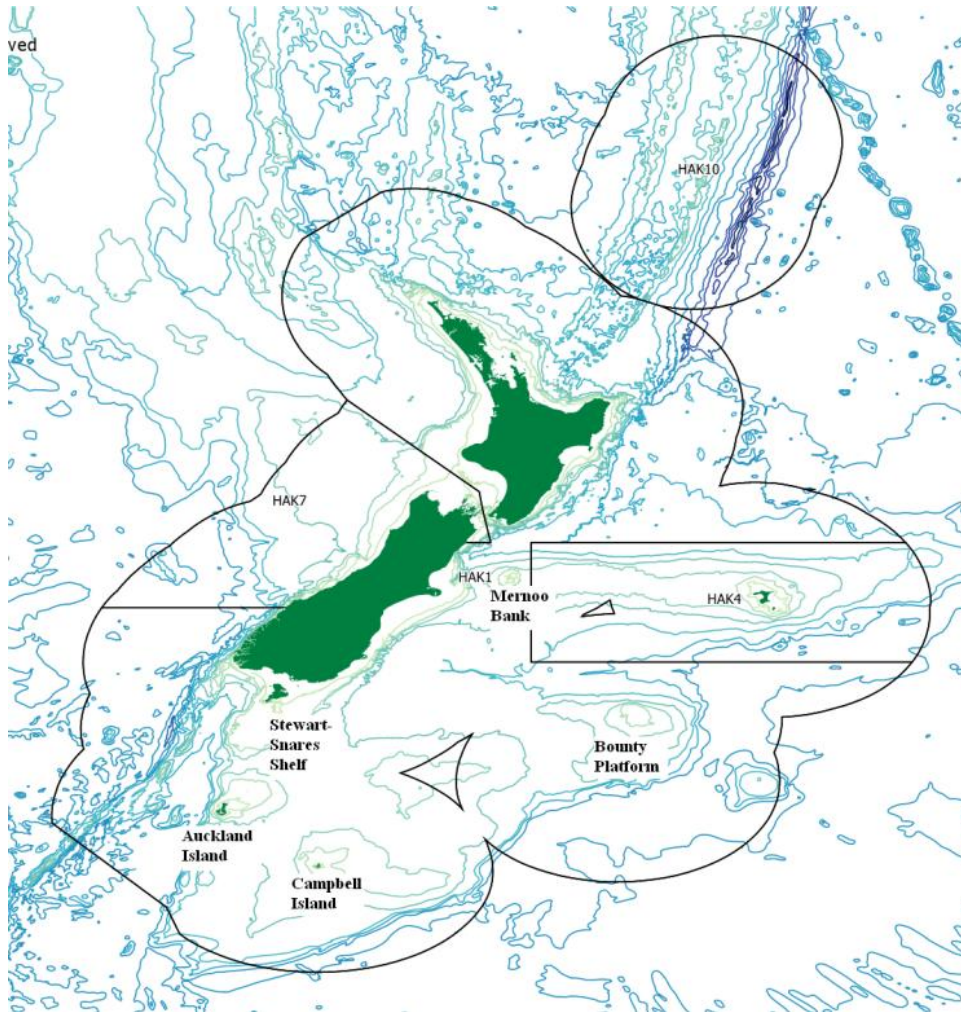 ved
HAK10
HAK7
HAK1
Mernoo
Bank
HAK4
Stewart-
Snares
Shelf
Bounty
Platform
Auckland
Island
Campbell
Island